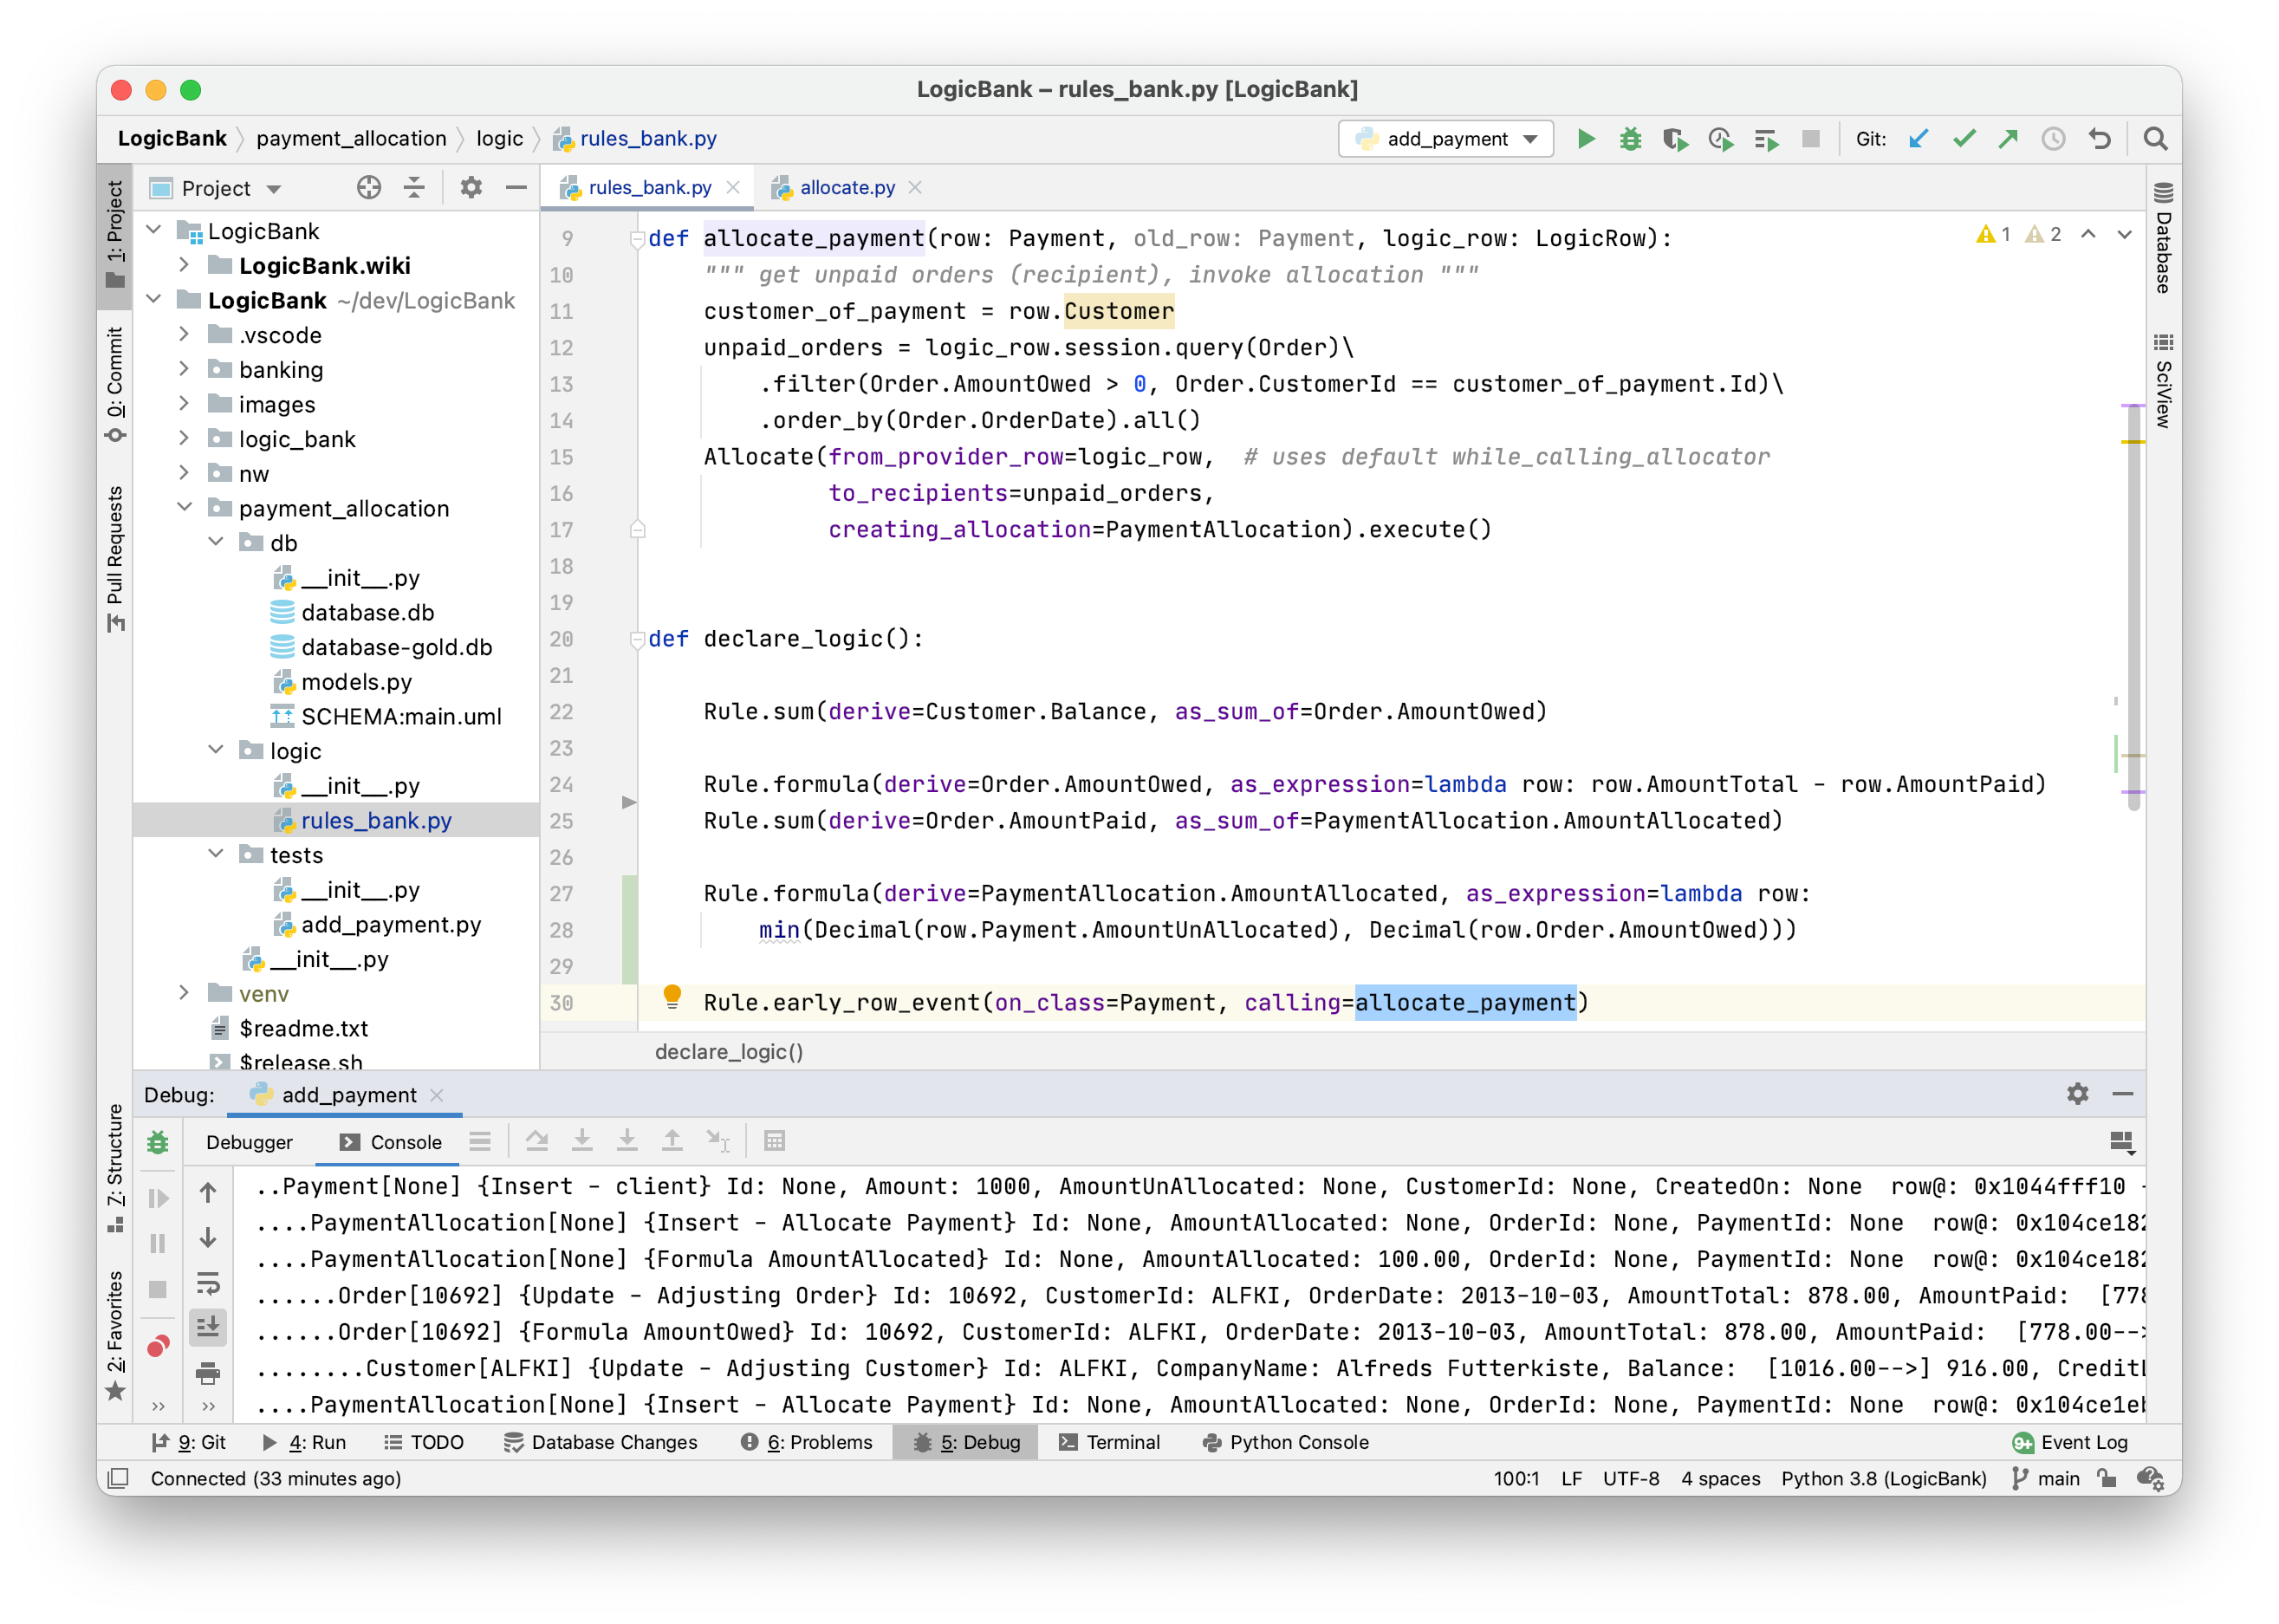 LogicBank – rules_bank.py [LogicBank]
LogicBank payment_allocation logic rules_bank.py add_payment Git:
1: Project
0: Commit
Pull Requests
Project
LogicBank
LogicBank.wiki
LogicBank ~/dev/LogicBank
.vscode
banking
images
logic_bank
nw
payment_allocation
db
__init__.py
database.db
database-gold.db
models.py
SCHEMA:main.uml
logic
__init__.py
rules_bank.py
tests
__init__.py
add_payment.py
__init__.py
venv
$readme.txt
$release.sh
rules_bank.py allocate.py
1 2
9 def allocate_payment(row: Payment, old_row: Payment, logic_row: LogicRow):
10 """ get unpaid orders (recipient), invoke allocation """
11 customer_of_payment = row.Customer
12 unpaid_orders = logic_row.session.query(Order)\
13 .filter(Order.AmountOwed > 0, Order.CustomerId == customer_of_payment.Id)\
14 .order_by(Order.OrderDate).all()
15 Allocate(from_provider_row=logic_row,  # uses default while_calling_allocator
16 to_recipients=unpaid_orders,
17 creating_allocation=PaymentAllocation).execute()
18
19
20 def declare_logic():
21
22 Rule.sum(derive=Customer.Balance, as_sum_of=Order.AmountOwed)
23
24 Rule.formula(derive=Order.AmountOwed, as_expression=lambda row: row.AmountTotal - row.AmountPaid)
25 Rule.sum(derive=Order.AmountPaid, as_sum_of=PaymentAllocation.AmountAllocated)
26
27 Rule.formula(derive=PaymentAllocation.AmountAllocated, as_expression=lambda row:
28 min(Decimal(row.Payment.AmountUnAllocated), Decimal(row.Order.AmountOwed)))
29
30 Rule.early_row_event(on_class=Payment, calling=allocate_payment)
declare_logic()
Database
SciView
Debug: add_payment
Debugger Console
7: Structure
2: Favorites
..Payment[None] {Insert - client} Id: None, Amount: 1000, AmountUnAllocated: None, CustomerId: None, CreatedOn: None  row@: 0x1044fff10 -
....PaymentAllocation[None] {Insert - Allocate Payment} Id: None, AmountAllocated: None, OrderId: None, PaymentId: None  row@: 0x104ce182
....PaymentAllocation[None] {Formula AmountAllocated} Id: None, AmountAllocated: 100.00, OrderId: None, PaymentId: None  row@: 0x104ce182
......Order[10692] {Update - Adjusting Order} Id: 10692, CustomerId: ALFKI, OrderDate: 2013-10-03, AmountTotal: 878.00, AmountPaid:  [778
......Order[10692] {Formula AmountOwed} Id: 10692, CustomerId: ALFKI, OrderDate: 2013-10-03, AmountTotal: 878.00, AmountPaid:  [778.00-->
........Customer[ALFKI] {Update - Adjusting Customer} Id: ALFKI, CompanyName: Alfreds Futterkiste, Balance:  [1016.00-->] 916.00, CreditL
....PaymentAllocation[None] {Insert - Allocate Payment} Id: None, AmountAllocated: None, OrderId: None, PaymentId: None  row@: 0x104ce1eb
9: Git 4: Run TODO Database Changes 6: Problems 5: Debug Terminal Python Console 9+ Event Log
Connected (33 minutes ago) 100:1 LF UTF-8 4 spaces Python 3.8 (LogicBank) main